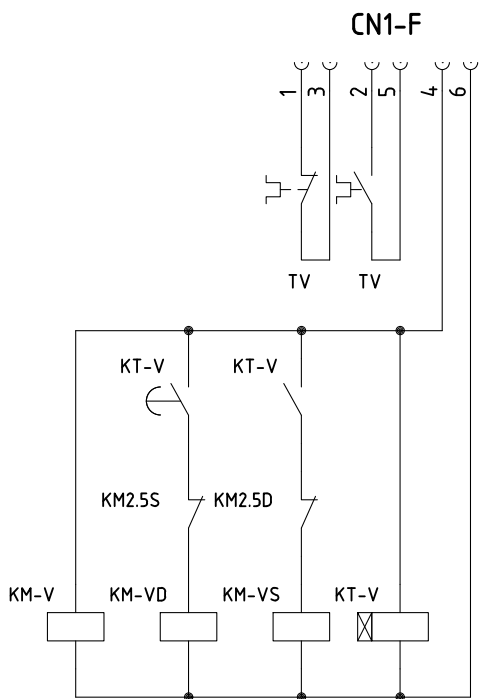 CN1-F
1 3 2 5 4 6
TV TV
KT-V KT-V
KM2.5S KM2.5D
KM-V KM-VD KM-VS KT-V